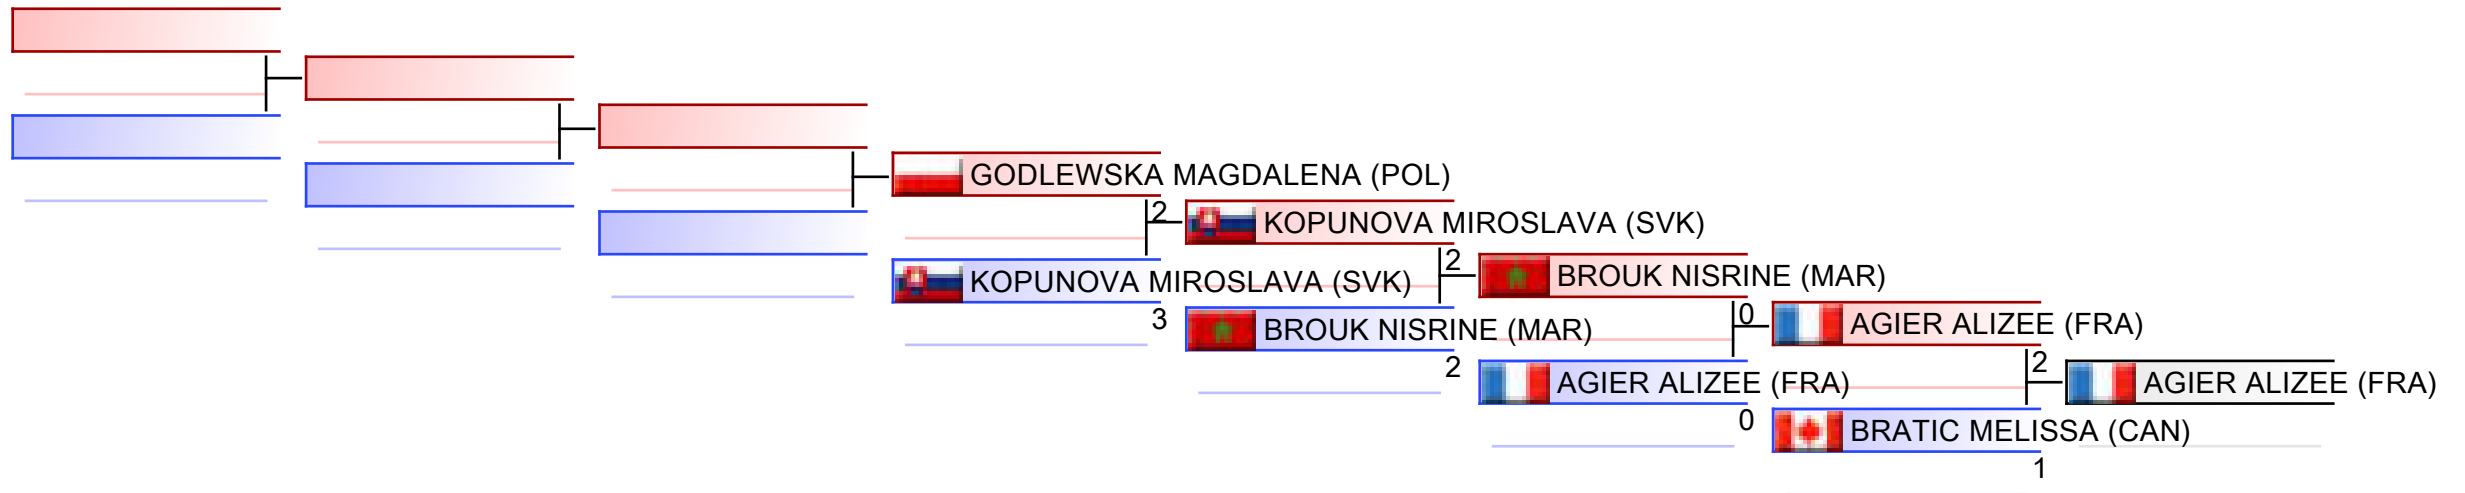 GODLEWSKA MAGDALENA (POL)
2
KOPUNOVA MIROSLAVA (SVK)
KOPUNOVA MIROSLAVA (SVK)
3
2
BROUK NISRINE (MAR)
BROUK NISRINE (MAR)
2
0
AGIER ALIZEE (FRA)
AGIER ALIZEE (FRA)
0
2
AGIER ALIZEE (FRA)
BRATIC MELISSA (CAN)
1